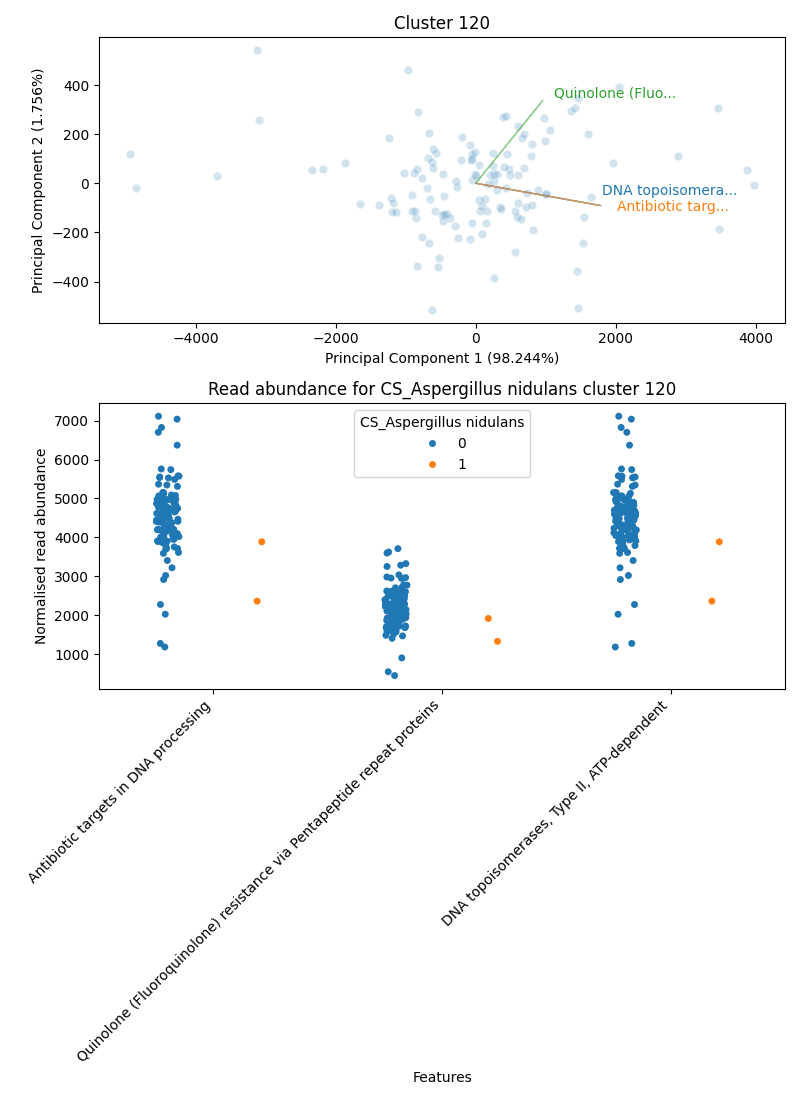 Cluster 120
Principal Component 2 (1.756%)
400
200
0
−200
−400
Quinolone (Fluo...
DNA topoisomera...
Antibiotic targ...
−4000
−2000
0
2000
4000
Principal Component 1 (98.244%)
Read abundance for CS_Aspergillus nidulans cluster 120
Normalised read abundance
7000
6000
5000
4000
3000
2000
1000
CS_Aspergillus nidulans
0
1
Antibiotic targets in DNA processing
Quinolone (Fluoroquinolone) resistance via Pentapeptide repeat proteins
DNA topoisomerases, Type II, ATP-dependent
Features